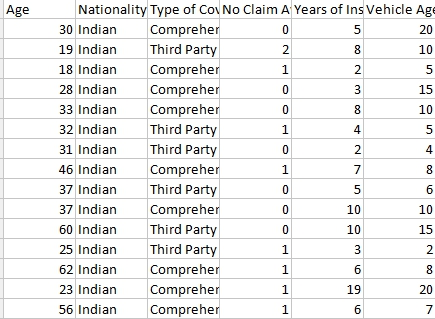 Age Nationality Type of Cov No Claim A Years of Ins Vehicle Age
30 Indian Compreher 0 5 20
19 Indian Third Party 2 8 10
18 Indian Compreher 1 2 5
28 Indian Compreher 0 3 15
33 Indian Compreher 0 8 10
32 Indian Third Party 1 4 5
31 Indian Third Party 0 2 4
46 Indian Compreher 1 7 8
37 Indian Third Party 0 5 6
37 Indian Compreher 0 10 10
60 Indian Third Party 0 10 15
25 Indian Third Party 1 3 2
62 Indian Compreher 1 6 8
23 Indian Compreher 1 19 20
56 Indian Compreher 1 6 7